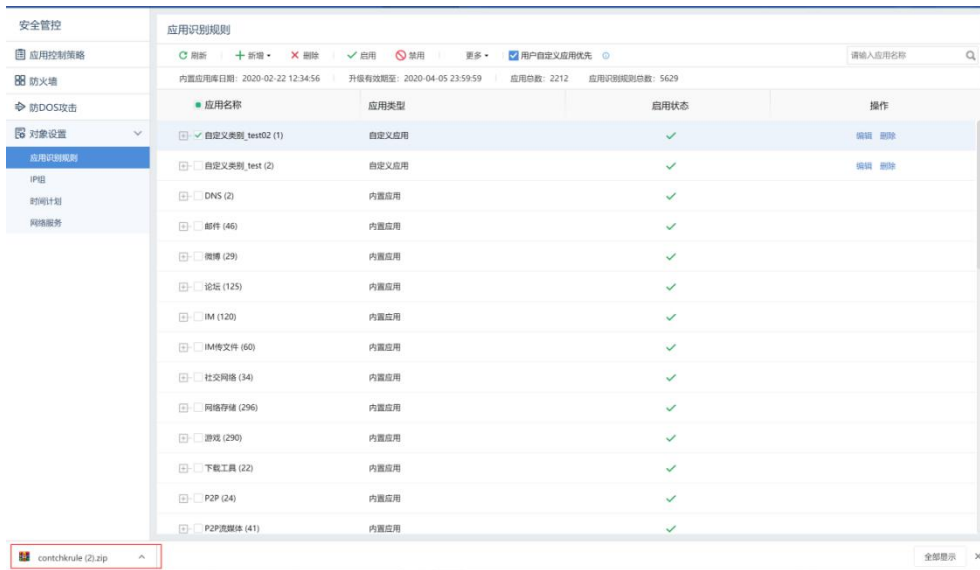 安全管控
应用控制策略
防火墙
防DOS攻击
对象设置
应用识别规则
IP组
时间计划
网络服务
应用识别规则
刷新 新增 删除 启用 禁用 更多 用户自定义应用优先 请输入应用名称
内置应用库日期: 2020-02-22 12:34:56 升级有效期至: 2020-04-05 23:59:59 应用总数: 2212 应用识别规则总数: 5629
应用名称 应用类型 启用状态 操作
自定义类别_test02 (1) 自定义应用 编辑 删除
自定义类别_test (2) 自定义应用 编辑 删除
DNS (2) 内置应用
邮件 (46) 内置应用
微博 (29) 内置应用
论坛 (125) 内置应用
IM (120) 内置应用
IM传文件 (60) 内置应用
社交网络 (34) 内置应用
网络存储 (296) 内置应用
游戏 (290) 内置应用
下载工具 (22) 内置应用
P2P (24) 内置应用
P2P流媒体 (41) 内置应用
contchkrule (2).zip 全部显示